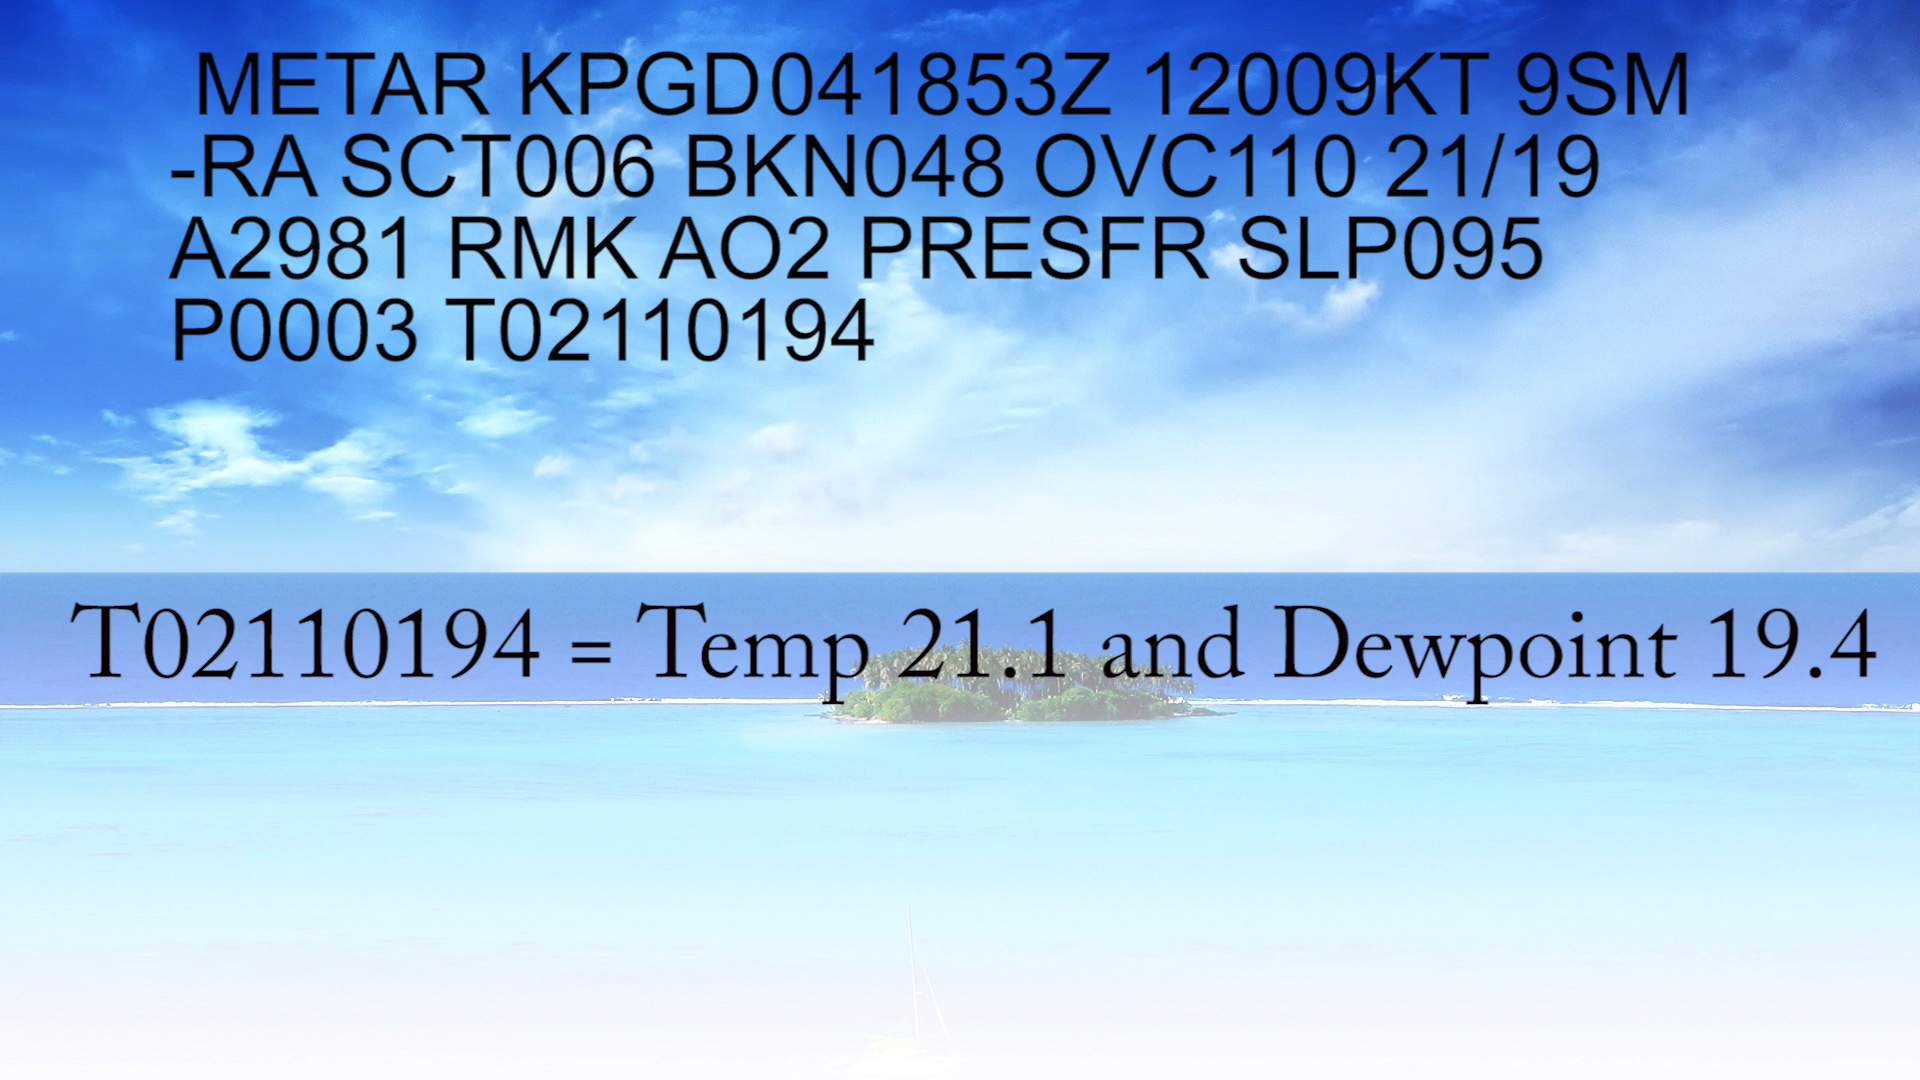 METAR KPGD041853Z 12009KT 9SM
-RA SCT006 BKN048 OVC110 21/19
A2981 RMK AO2 PRESFR SLP095
P0003 T02110194
T02110194 = Temp 21.1 and Dewpoint 19.4